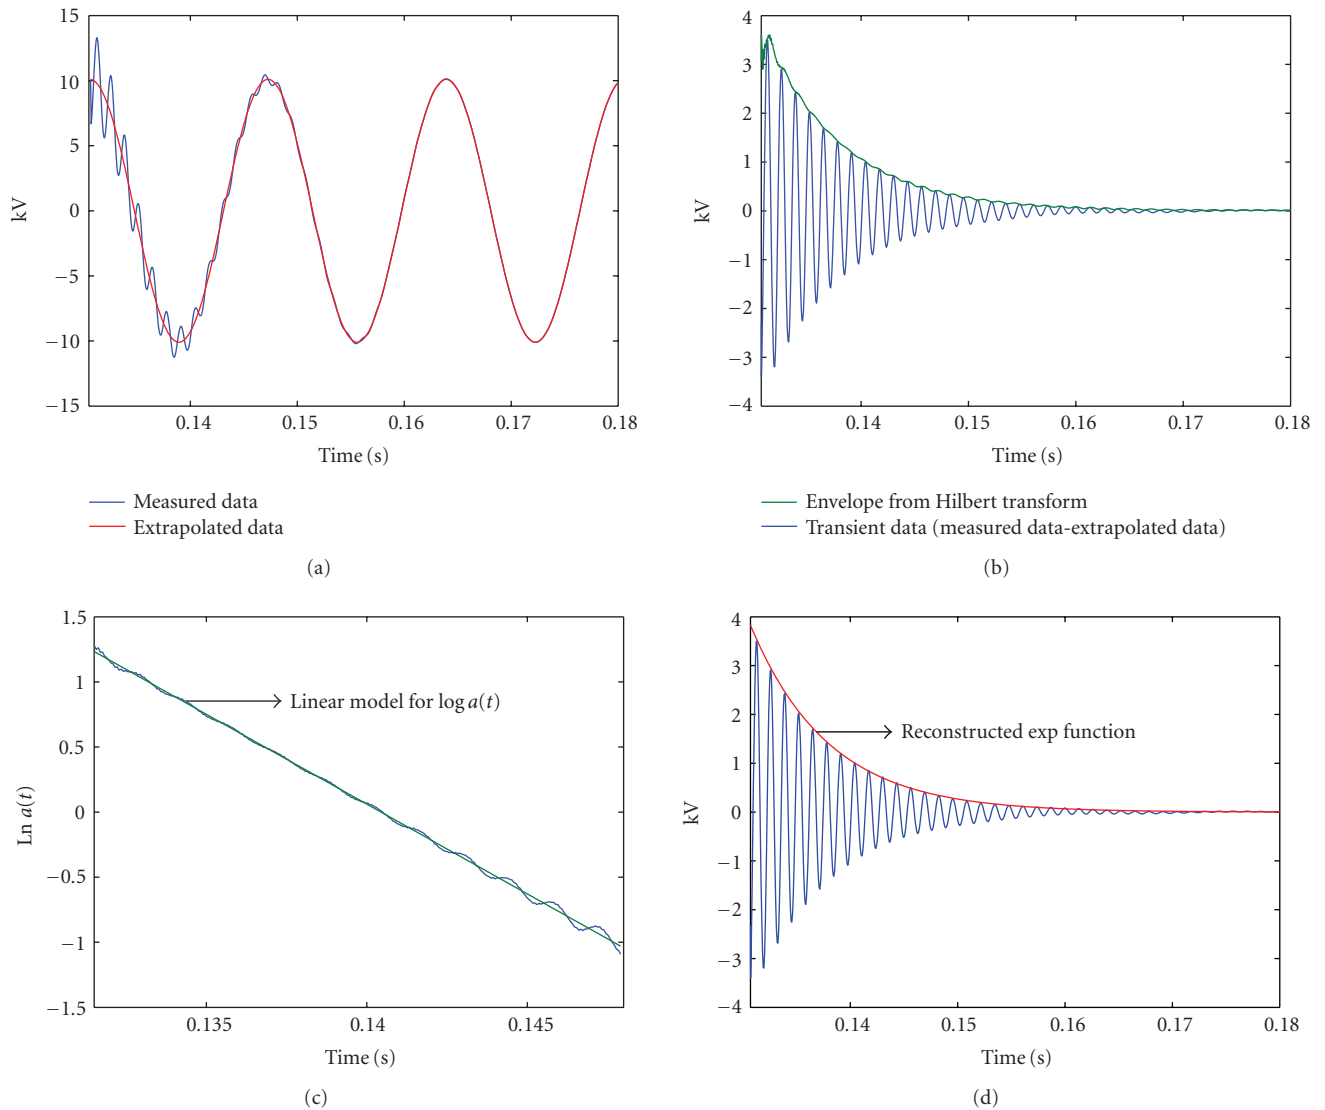 15
10
5
0
−5
−10
−15
kV
0.14
0.15
0.16
0.17
0.18
Time (s)
Measured data
Extrapolated data
(a)
4
3
2
1
0
−1
−2
−3
−4
kV
0.14
0.15
0.16
0.17
0.18
Time (s)
Envelope from Hilbert transform
Transient data (measured data-extrapolated data)
(b)
1.5
1
0.5
0
−0.5
−1
−1.5
Ln a(t)
Linear model for log a(t)
0.135
0.14
0.145
Time (s)
(c)
4
3
2
1
0
−1
−2
−3
−4
kV
Reconstructed exp function
0.14
0.15
0.16
0.17
0.18
Time (s)
(d)